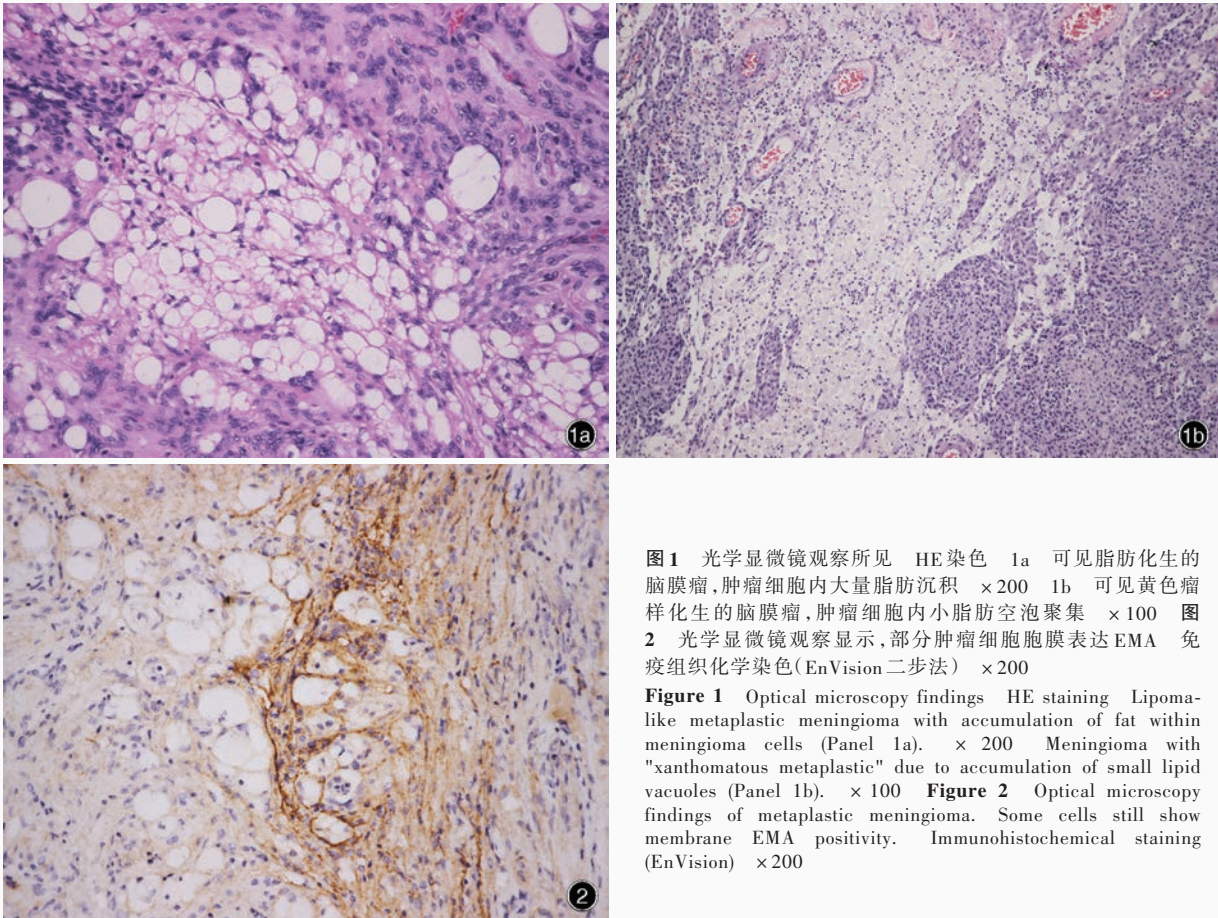 1a
1b
2
图1 光学显微镜观察所见 HE染色 1a 可见脂肪化生的
脑膜瘤,肿瘤细胞内大量脂肪沉积 ×200 1b 可见黄色瘤
样化生的脑膜瘤,肿瘤细胞内小脂肪空泡聚集 ×100 图
2 光学显微镜观察显示,部分肿瘤细胞胞膜表达EMA 免
疫组织化学染色(EnVision二步法) ×200
Figure 1 Optical microscopy findings HE staining Lipoma-
like metaplastic meningioma with accumulation of fat within
meningioma cells (Panel 1a). × 200 Meningioma with
"xanthomatous metaplastic" due to accumulation of small lipid
vacuoles (Panel 1b). × 100 Figure 2 Optical microscopy
findings of metaplastic meningioma. Some cells still show
membrane EMA positivity. Immunohistochemical staining
(EnVision) ×200